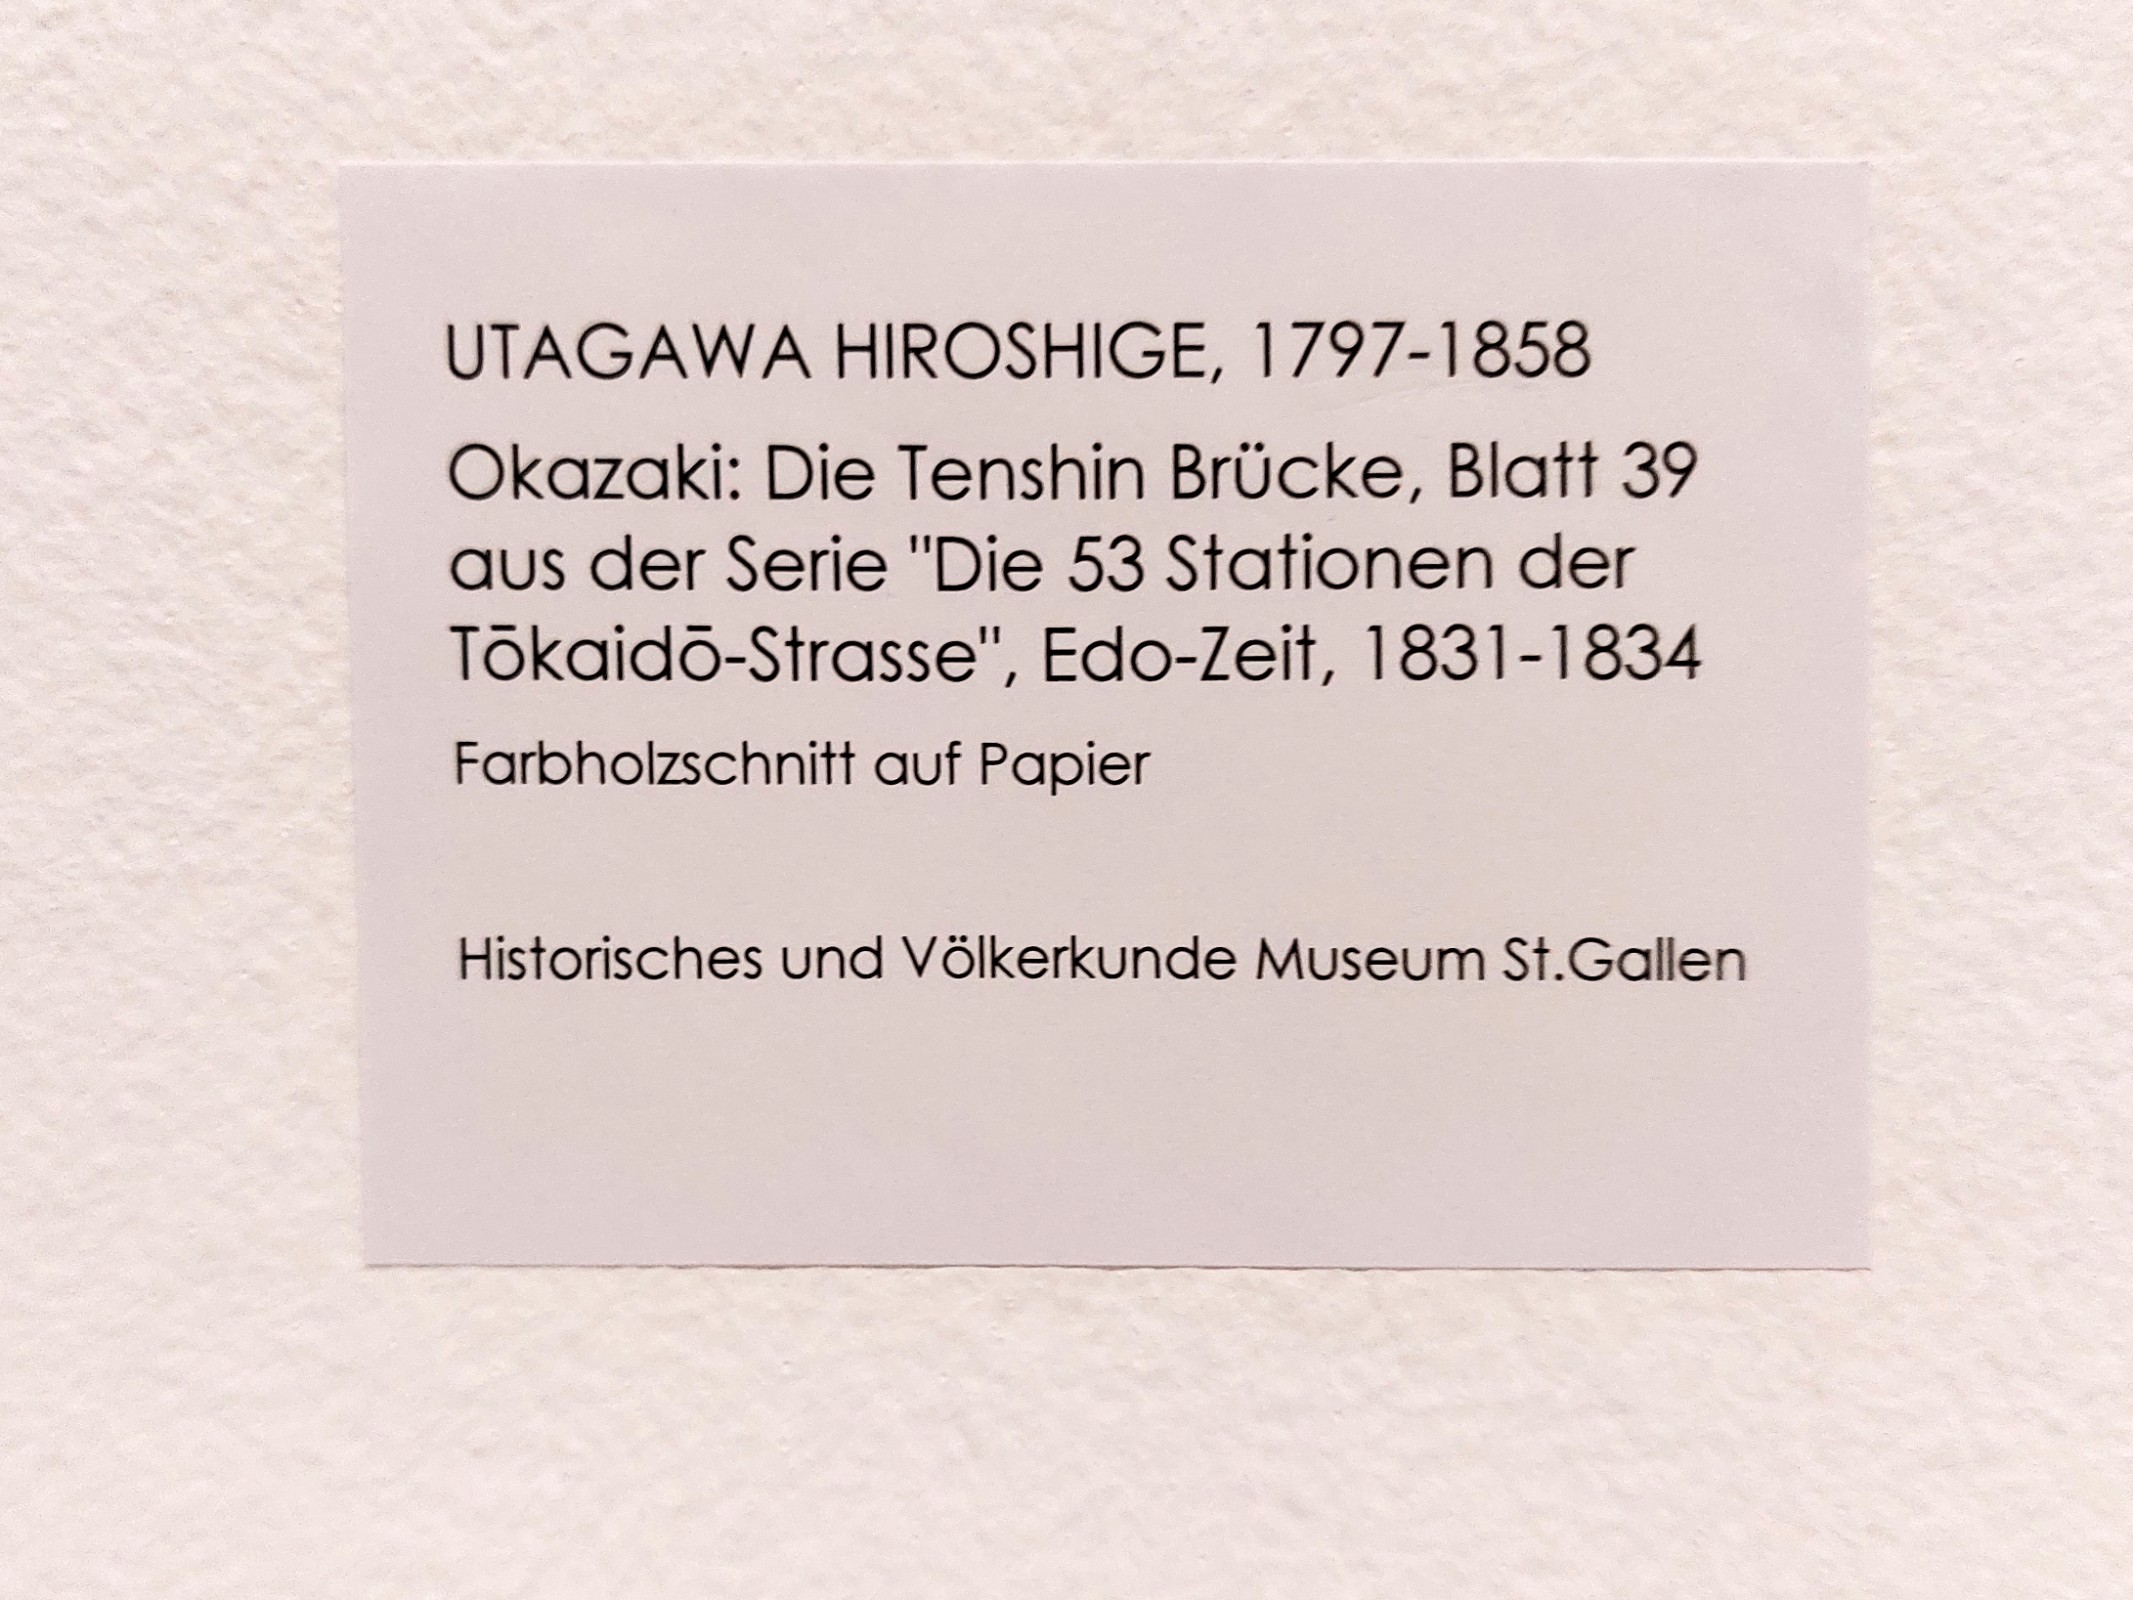 UTAGAWA HIROSHIGE, 1797-1858
Okazaki: Die Tenshin Brücke, Blatt 39
aus der Serie "Die 53 Stationen der
Tōkaidō-Strasse", Edo-Zeit, 1831-1834
Farbholzschnitt auf Papier
Historisches und Völkerkunde Museum St.Gallen